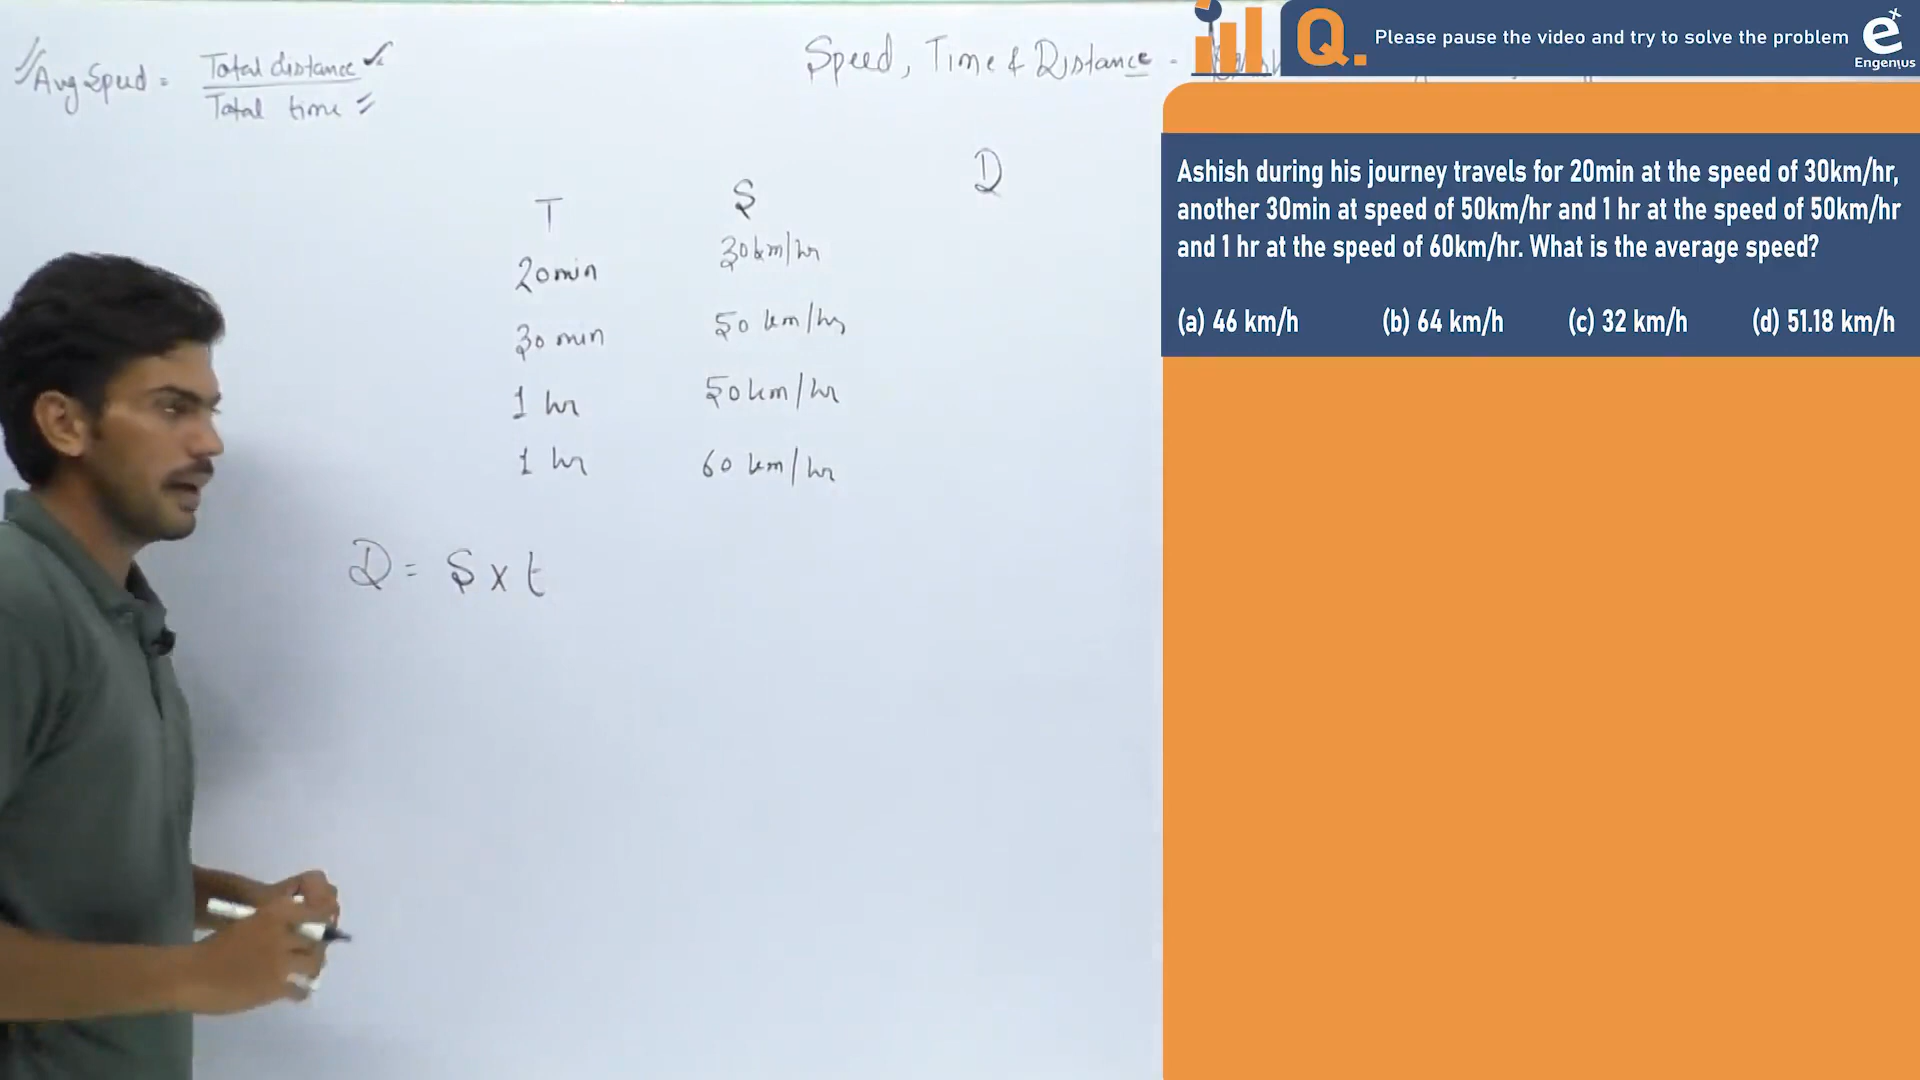 Avg Speed = Total distance
Total time =
Speed, Time & Distance -
T S D
20min 30km/hr
30 min 50 km/hr
1 hr 50km/hr
1 hr 60 km/hr
D = S x t
Q. Please pause the video and try to solve the problem
ex
Engenius
Ashish during his journey travels for 20min at the speed of 30km/hr,
another 30min at speed of 50km/hr and 1 hr at the speed of 50km/hr
and 1 hr at the speed of 60km/hr. What is the average speed?
(a) 46 km/h (b) 64 km/h (c) 32 km/h (d) 51.18 km/h